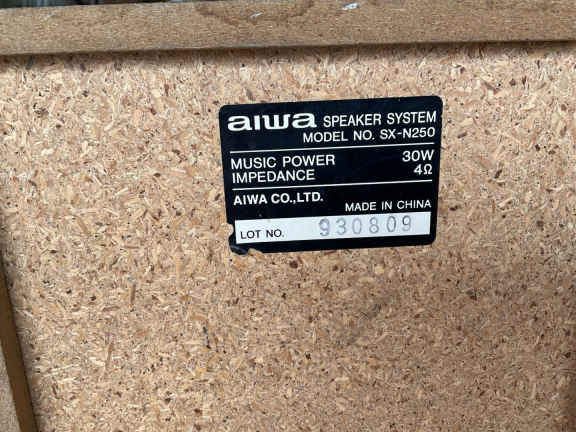 aiwa SPEAKER SYSTEM
MODEL NO. SX-N250
MUSIC POWER 30W
IMPEDANCE 4Ω
AIWA CO.,LTD.
MADE IN CHINA
LOT NO. 930809